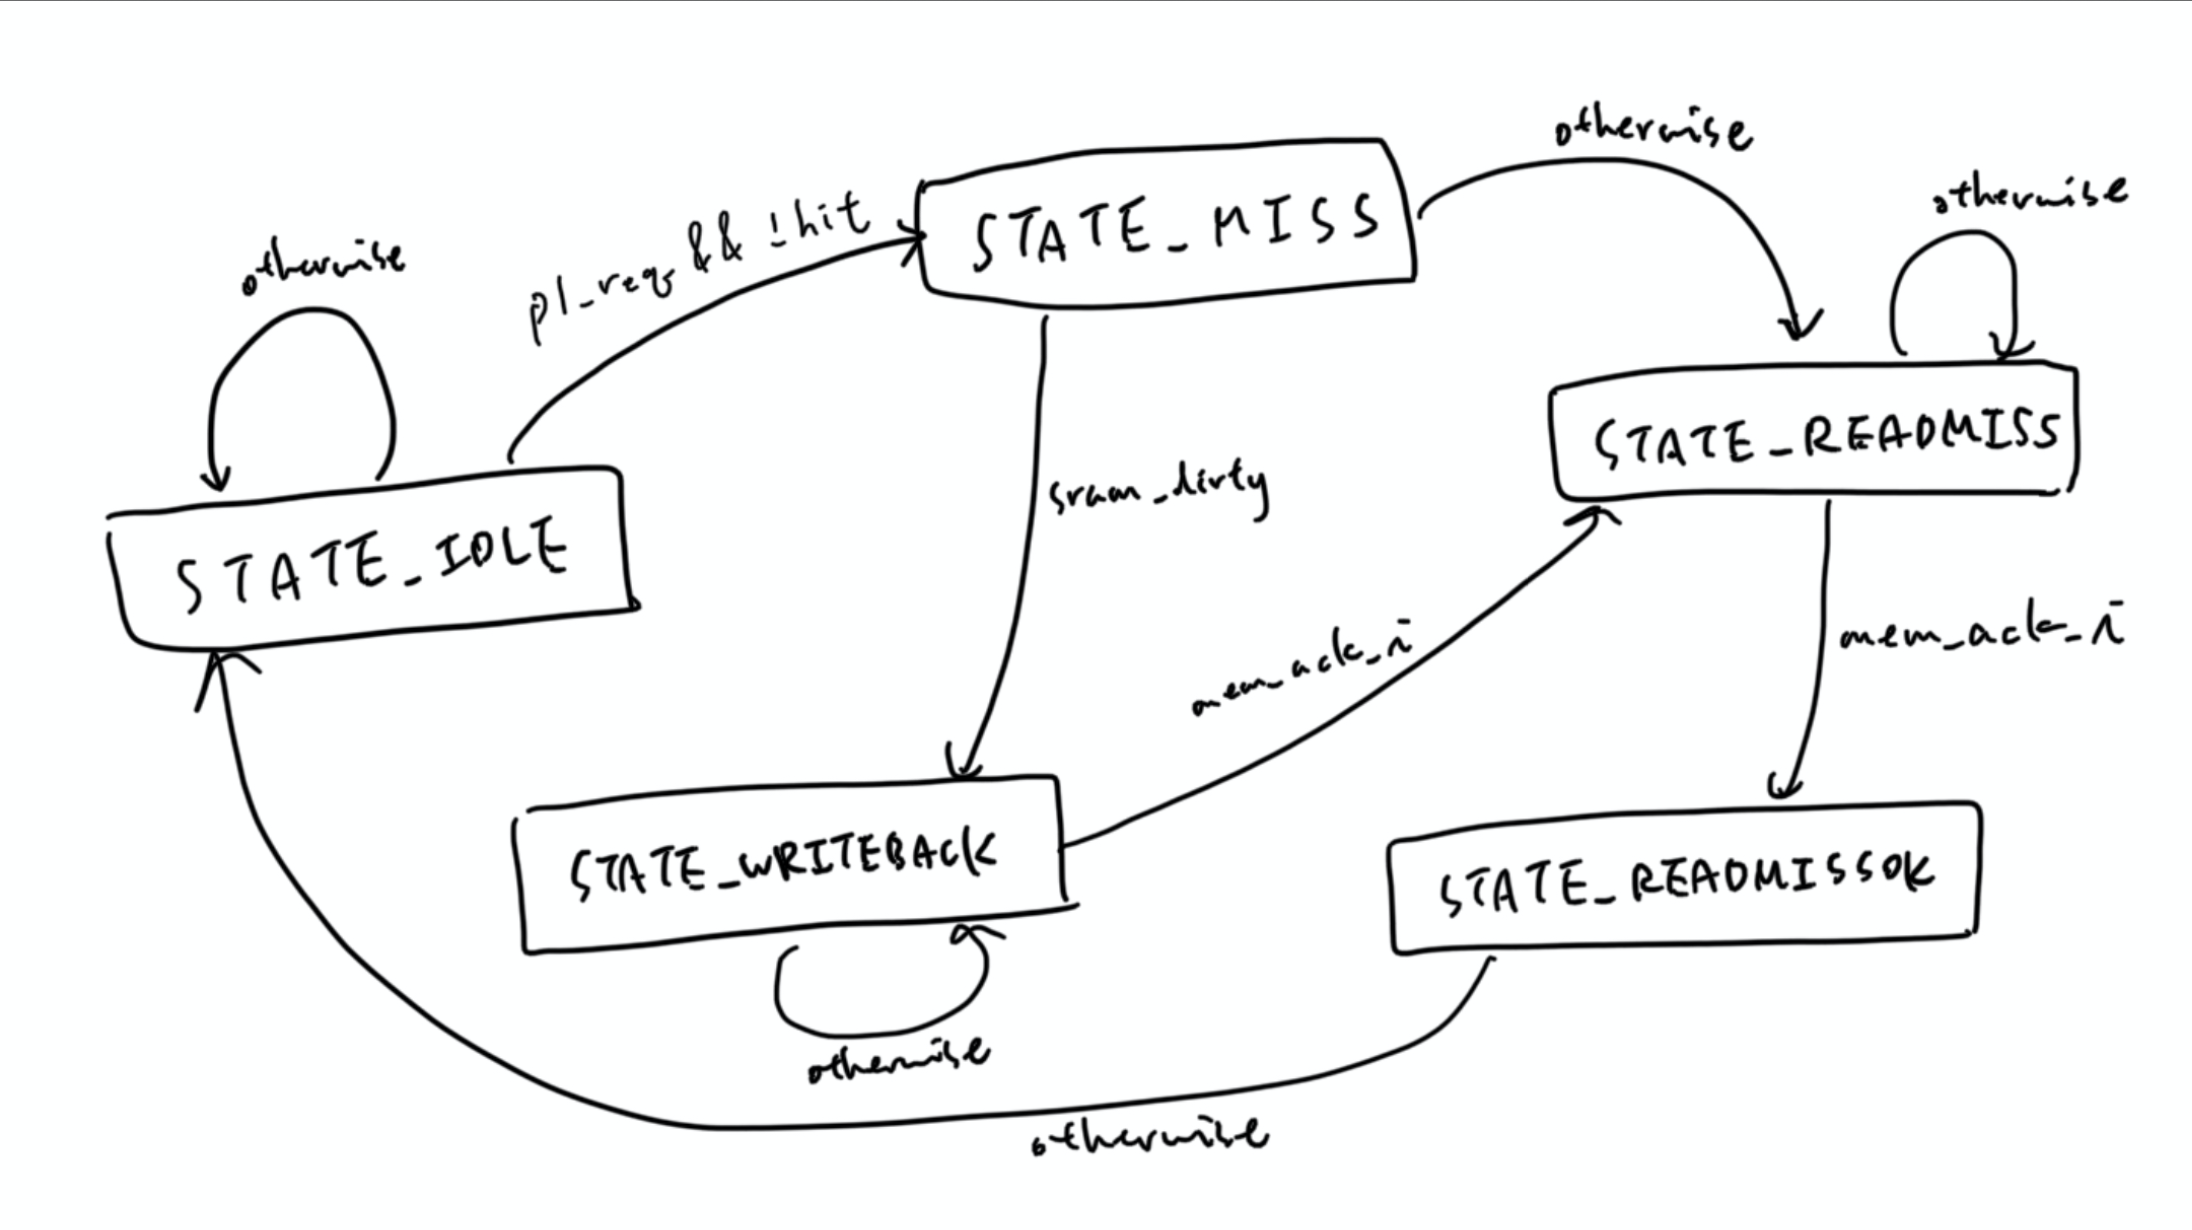 otherwise
otherwise
otherwise
pl_req && !hit
STATE_MISS
STATE_READMISS
sram_dirty
STATE_IDLE
mem_ack_i
mem_ack_i
STATE_WRITEBACK
STATE_READMISSOK
otherwise
otherwise